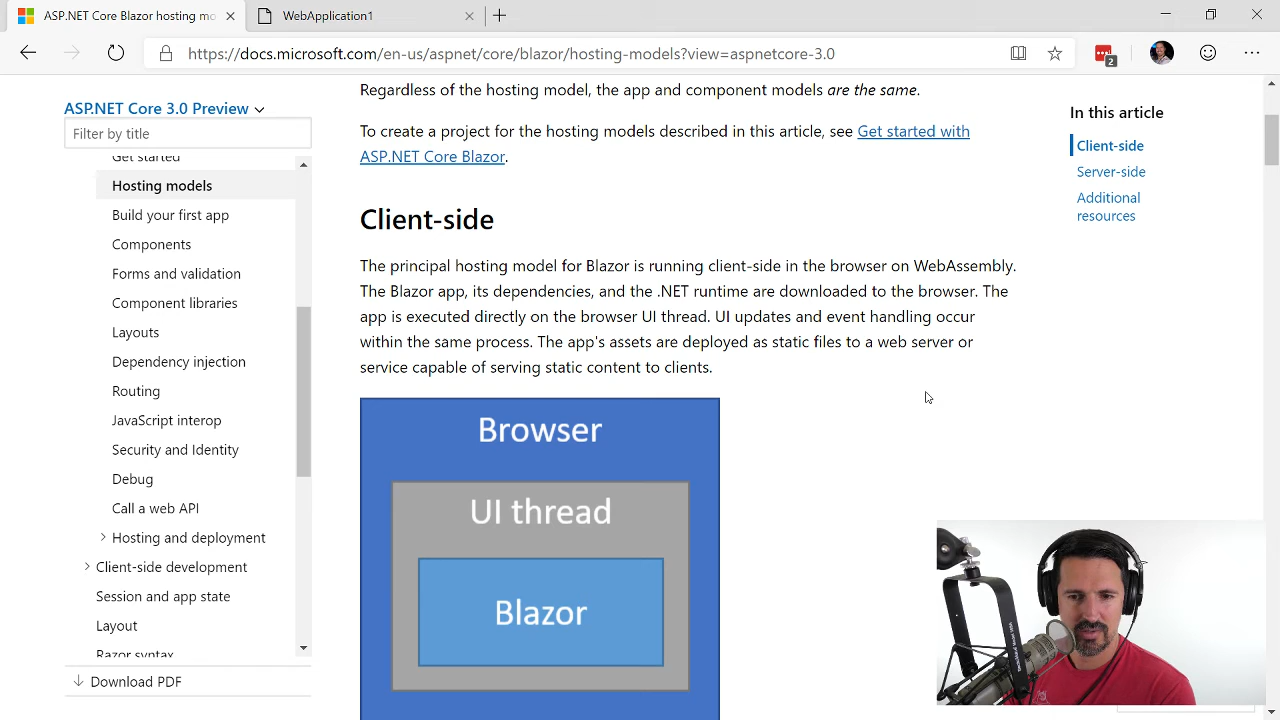 ASP.NET Core Blazor hosting mo
WebApplication1
https://docs.microsoft.com/en-us/aspnet/core/blazor/hosting-models?view=aspnetcore-3.0
2
ASP.NET Core 3.0 Preview
Filter by title
Get started
Hosting models
Build your first app
Components
Forms and validation
Component libraries
Layouts
Dependency injection
Routing
JavaScript interop
Security and Identity
Debug
Call a web API
Hosting and deployment
Client-side development
Session and app state
Layout
Razor syntax
Download PDF
Regardless of the hosting model, the app and component models are the same.
To create a project for the hosting models described in this article, see Get started with
ASP.NET Core Blazor.
Client-side
The principal hosting model for Blazor is running client-side in the browser on WebAssembly.
The Blazor app, its dependencies, and the .NET runtime are downloaded to the browser. The
app is executed directly on the browser UI thread. UI updates and event handling occur
within the same process. The app's assets are deployed as static files to a web server or
service capable of serving static content to clients.
Browser
UI thread
Blazor
In this article
Client-side
Server-side
Additional
resources